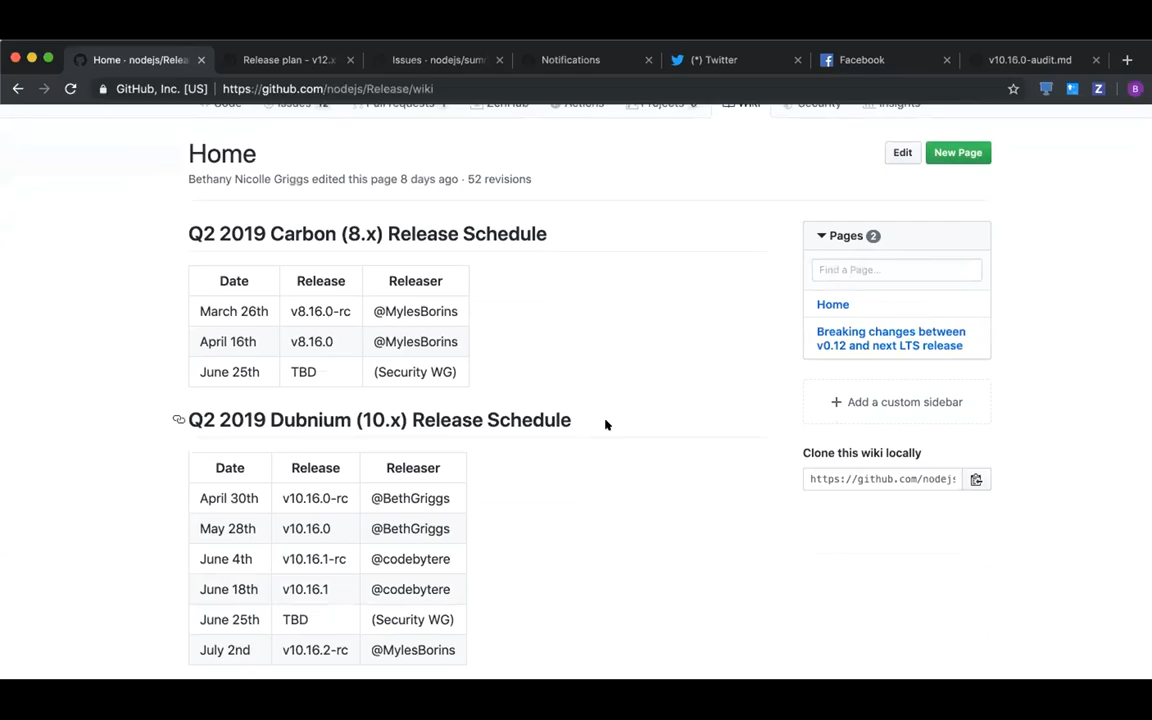 Home · nodejs/Relea
Release plan - v12.x
Issues · nodejs/sum
Notifications
(*) Twitter
Facebook
v10.16.0-audit.md
GitHub, Inc. [US]
https://github.com/nodejs/Release/wiki
B
Home
Edit
New Page
Bethany Nicolle Griggs edited this page 8 days ago · 52 revisions
Q2 2019 Carbon (8.x) Release Schedule
Date Release Releaser
March 26th v8.16.0-rc @MylesBorins
April 16th v8.16.0 @MylesBorins
June 25th TBD (Security WG)
Q2 2019 Dubnium (10.x) Release Schedule
Date Release Releaser
April 30th v10.16.0-rc @BethGriggs
May 28th v10.16.0 @BethGriggs
June 4th v10.16.1-rc @codebytere
June 18th v10.16.1 @codebytere
June 25th TBD (Security WG)
July 2nd v10.16.2-rc @MylesBorins
Pages 2
Find a Page...
Home
Breaking changes between
v0.12 and next LTS release
+ Add a custom sidebar
Clone this wiki locally
https://github.com/nodejs